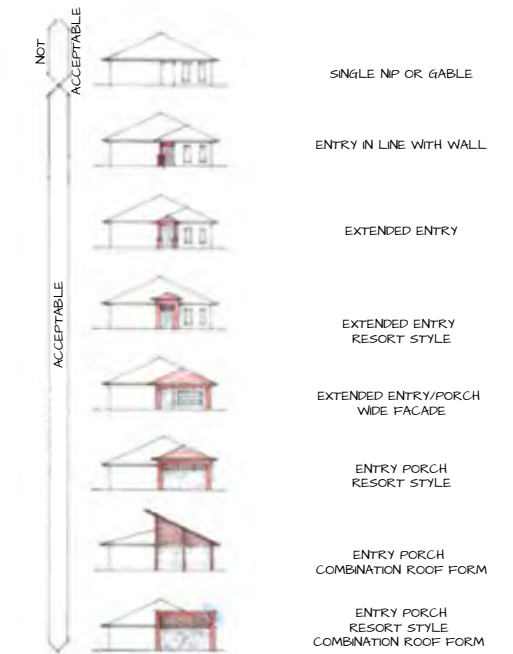 NOT
ACCEPTABLE
SINGLE NIP OR GABLE
ENTRY IN LINE WITH WALL
EXTENDED ENTRY
ACCEPTABLE
EXTENDED ENTRY
RESORT STYLE
EXTENDED ENTRY/PORCH
WIDE FACADE
ENTRY PORCH
RESORT STYLE
ENTRY PORCH
COMBINATION ROOF FORM
ENTRY PORCH
RESORT STYLE
COMBINATION ROOF FORM